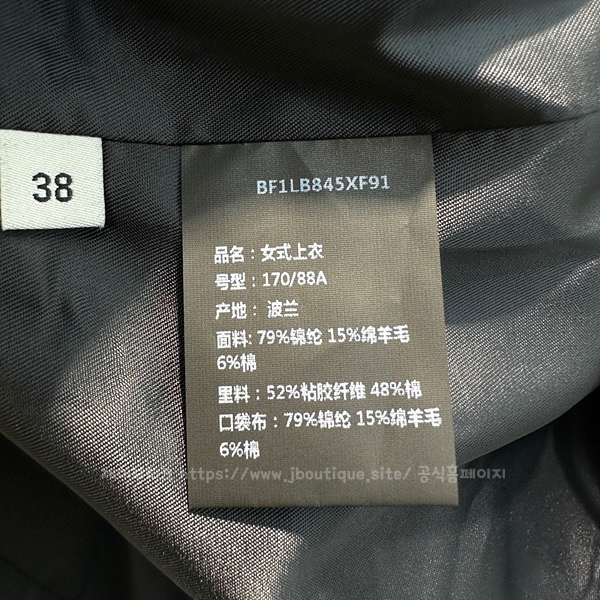 38
BF1LB845XF91
品名：女式上衣
号型：170/88A
产地： 波兰
面料: 79%锦纶 15%绵羊毛
6%棉
里料：52%粘胶纤维 48%棉
口袋布：79%锦纶 15%绵羊毛
6%棉
https://www.jboutique.site/ 공식홈페이지